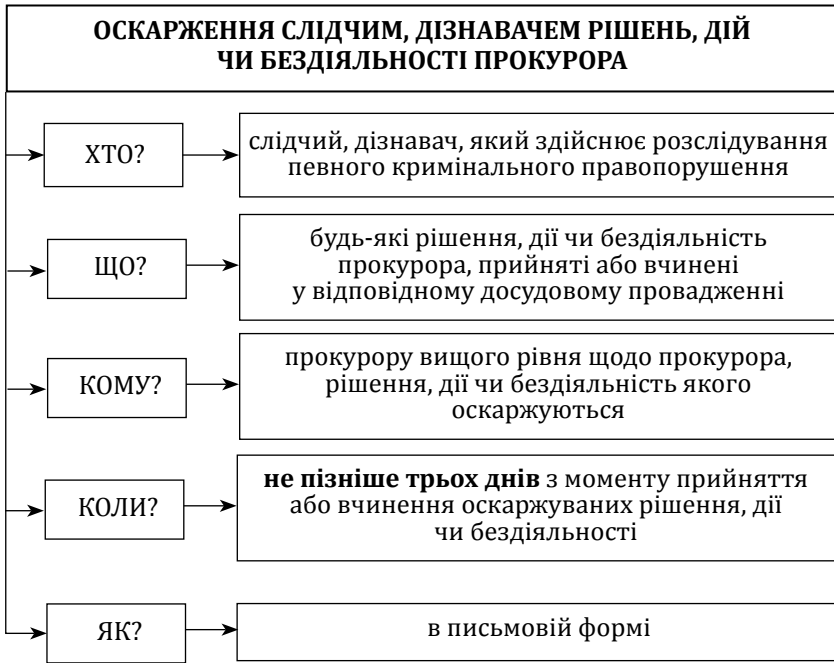 ОСКАРЖЕННЯ СЛІДЧИМ, ДІЗНАВАЧЕМ РІШЕНЬ, ДІЙ
ЧИ БЕЗДІЯЛЬНОСТІ ПРОКУРОРА
ХТО?
слідчий, дізнавач, який здійснює розслідування
певного кримінального правопорушення
ЩО?
будь-які рішення, дії чи бездіяльність
прокурора, прийняті або вчинені
у відповідному досудовому провадженні
КОМУ?
прокурору вищого рівня щодо прокурора,
рішення, дії чи бездіяльність якого
оскаржуються
КОЛИ?
не пізніше трьох днів з моменту прийняття
або вчинення оскаржуваних рішення, дії
чи бездіяльності
ЯК?
в письмовій формі